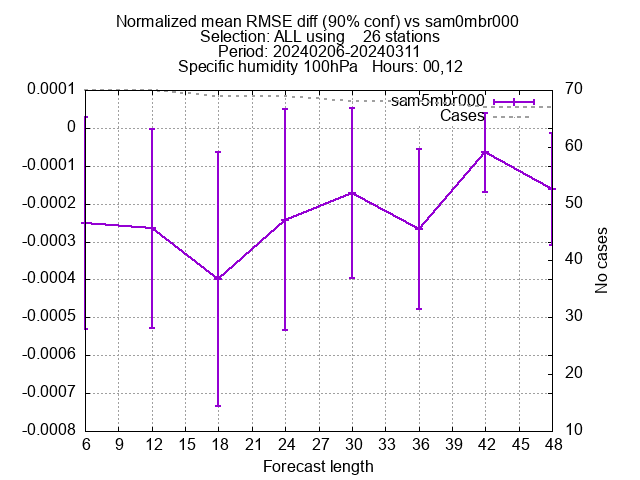 Normalized mean RMSE diff (90% conf) vs sam0mbr000
Selection: ALL using 26 stations
Period: 20240206-20240311
Specific humidity 100hPa Hours: 00,12
sam5mbr000
Cases
0.0001
0
-0.0001
-0.0002
-0.0003
-0.0004
-0.0005
-0.0006
-0.0007
-0.0008
70
60
50
40
30
20
10
No cases
6 9 12 15 18 21 24 27 30 33 36 39 42 45 48
Forecast length